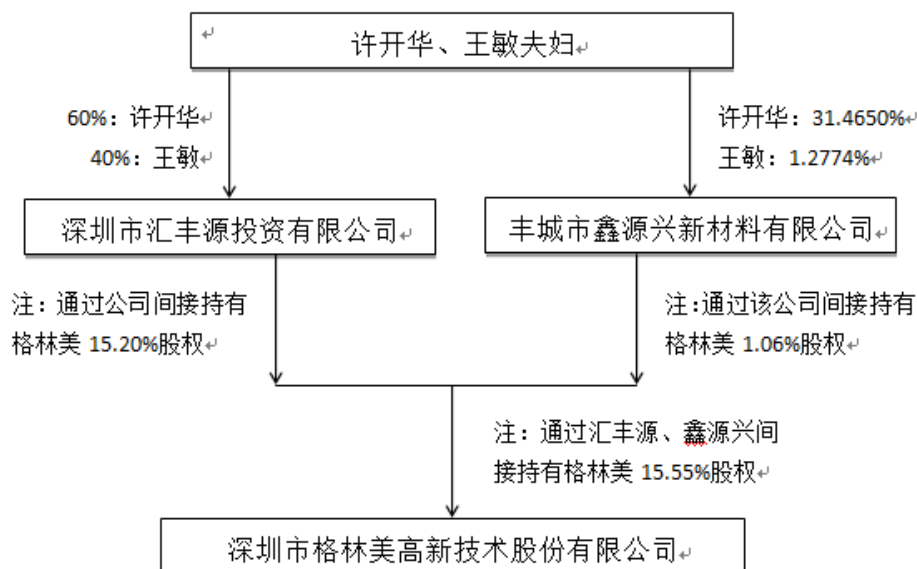 许开华、王敏夫妇
60%：许开华
40%：王敏
许开华：31.4650%
王敏：1.2774%
深圳市汇丰源投资有限公司
丰城市鑫源兴新材料有限公司
注：通过公司间接持有
格林美 15.20%股权
注：通过该公司间接持有
格林美 1.06%股权
注：通过汇丰源、鑫源兴间
接持有格林美 15.55%股权
深圳市格林美高新技术股份有限公司